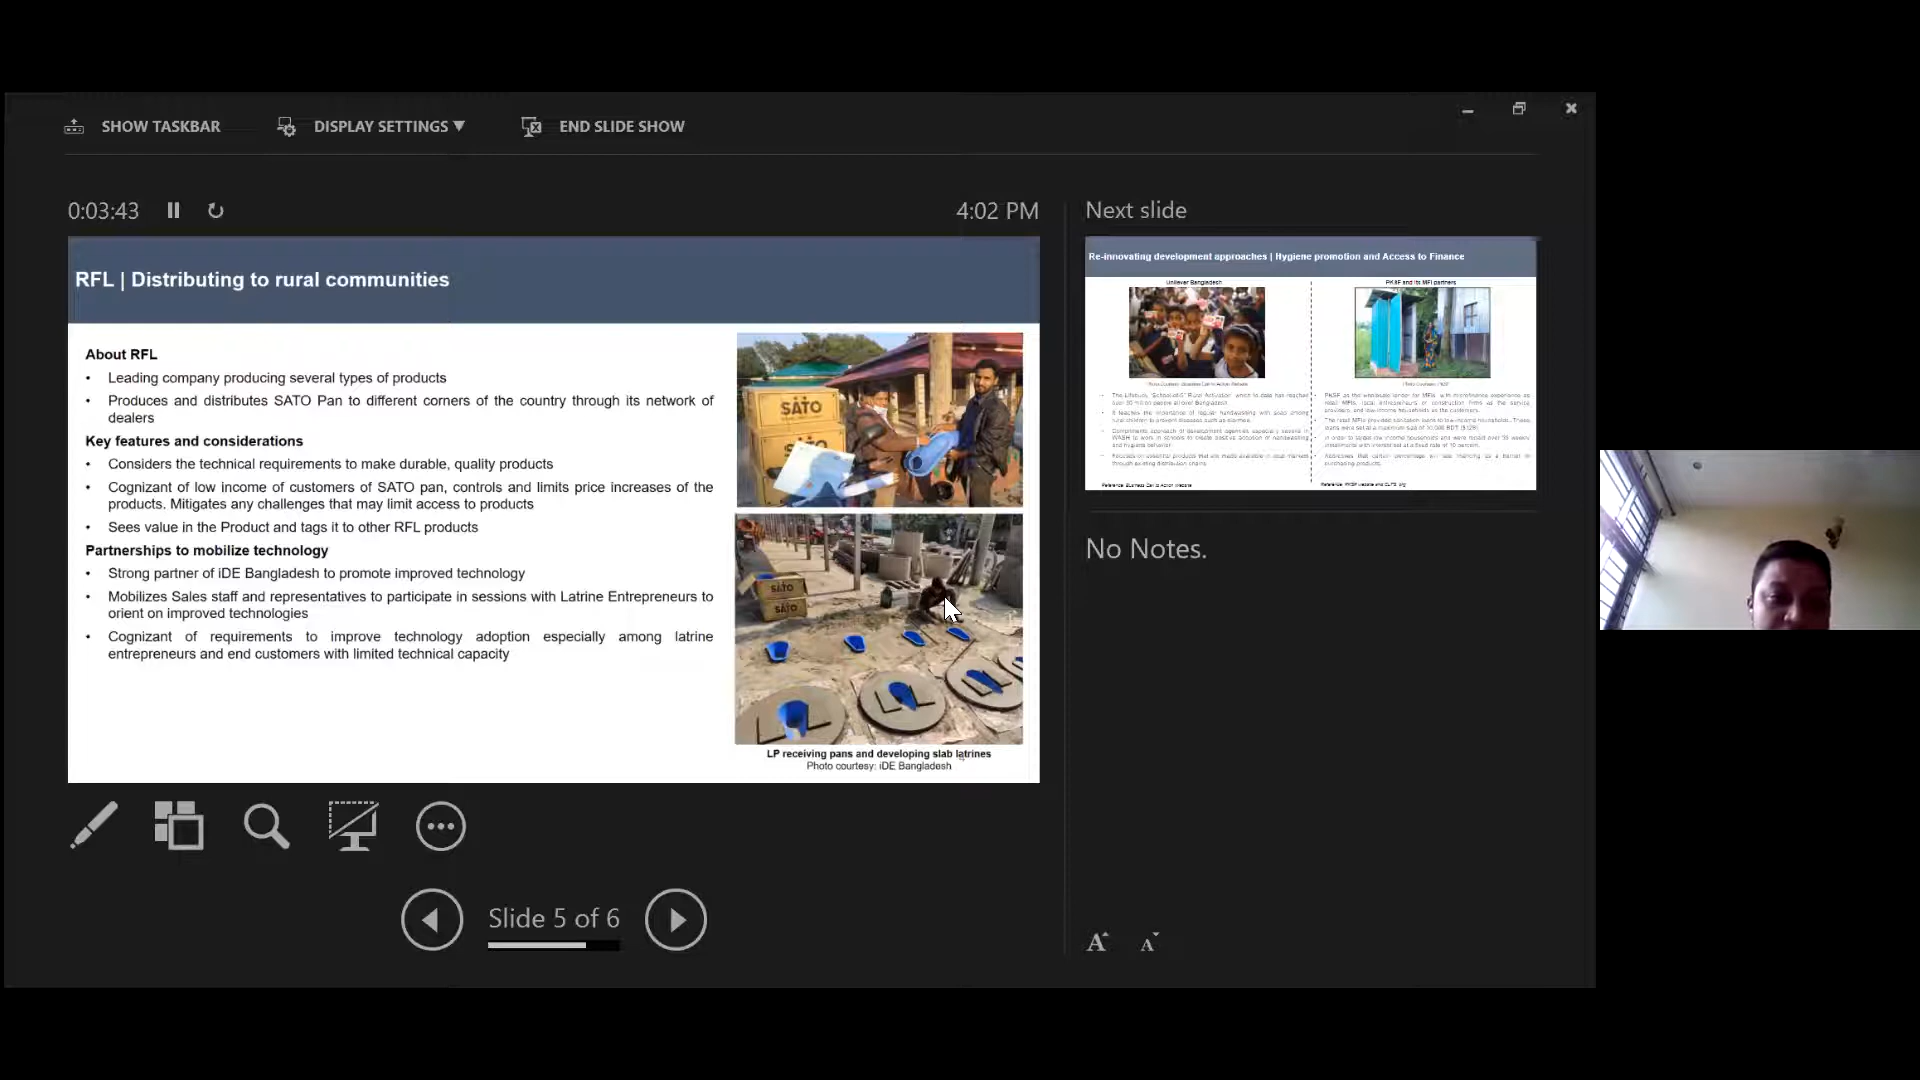 SHOW TASKBAR
DISPLAY SETTINGS
END SLIDE SHOW
0:03:43
4:02 PM
RFL | Distributing to rural communities
About RFL
• Leading company producing several types of products
• Produces and distributes SATO Pan to different corners of the country through its network of
dealers
Key features and considerations
• Considers the technical requirements to make durable, quality products
• Cognizant of low income of customers of SATO pan, controls and limits price increases of the
products. Mitigates any challenges that may limit access to products
• Sees value in the Product and tags it to other RFL products
Partnerships to mobilize technology
• Strong partner of iDE Bangladesh to promote improved technology
• Mobilizes Sales staff and representatives to participate in sessions with Latrine Entrepreneurs to
orient on improved technologies
• Cognizant of requirements to improve technology adoption especially among latrine
entrepreneurs and end customers with limited technical capacity
SATO
SATO
SATO
LP receiving pans and developing slab latrines
Photo courtesy: iDE Bangladesh
Slide 5 of 6
Next slide
Re-innovating development approaches | Hygiene promotion and Access to Finance
Unilever Bangladesh
PKSF and its MFI partners
No Notes.
A A